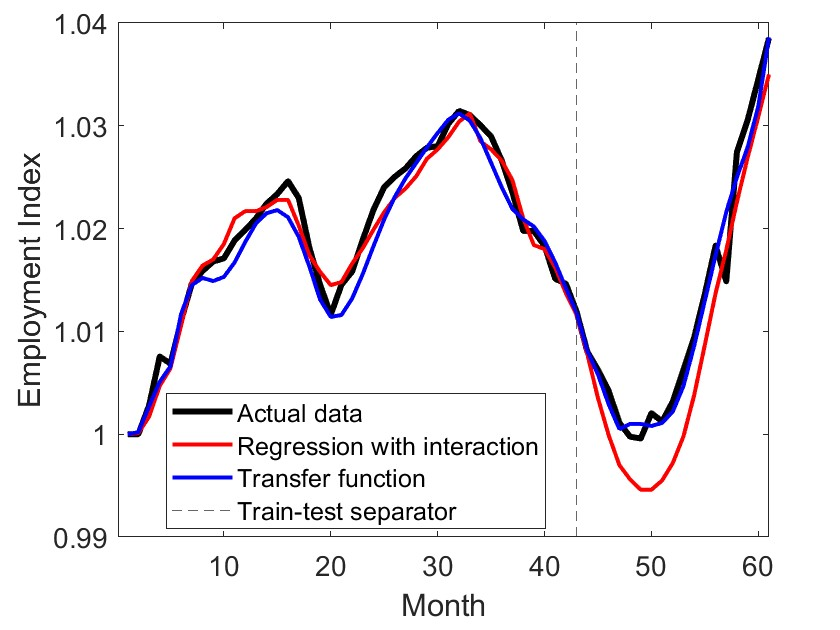 1.04
1.03
1.02
1.01
1
0.99
Employment Index
Actual data
Regression with interaction
Transfer function
Train-test separator
10 20 30 40 50 60
Month